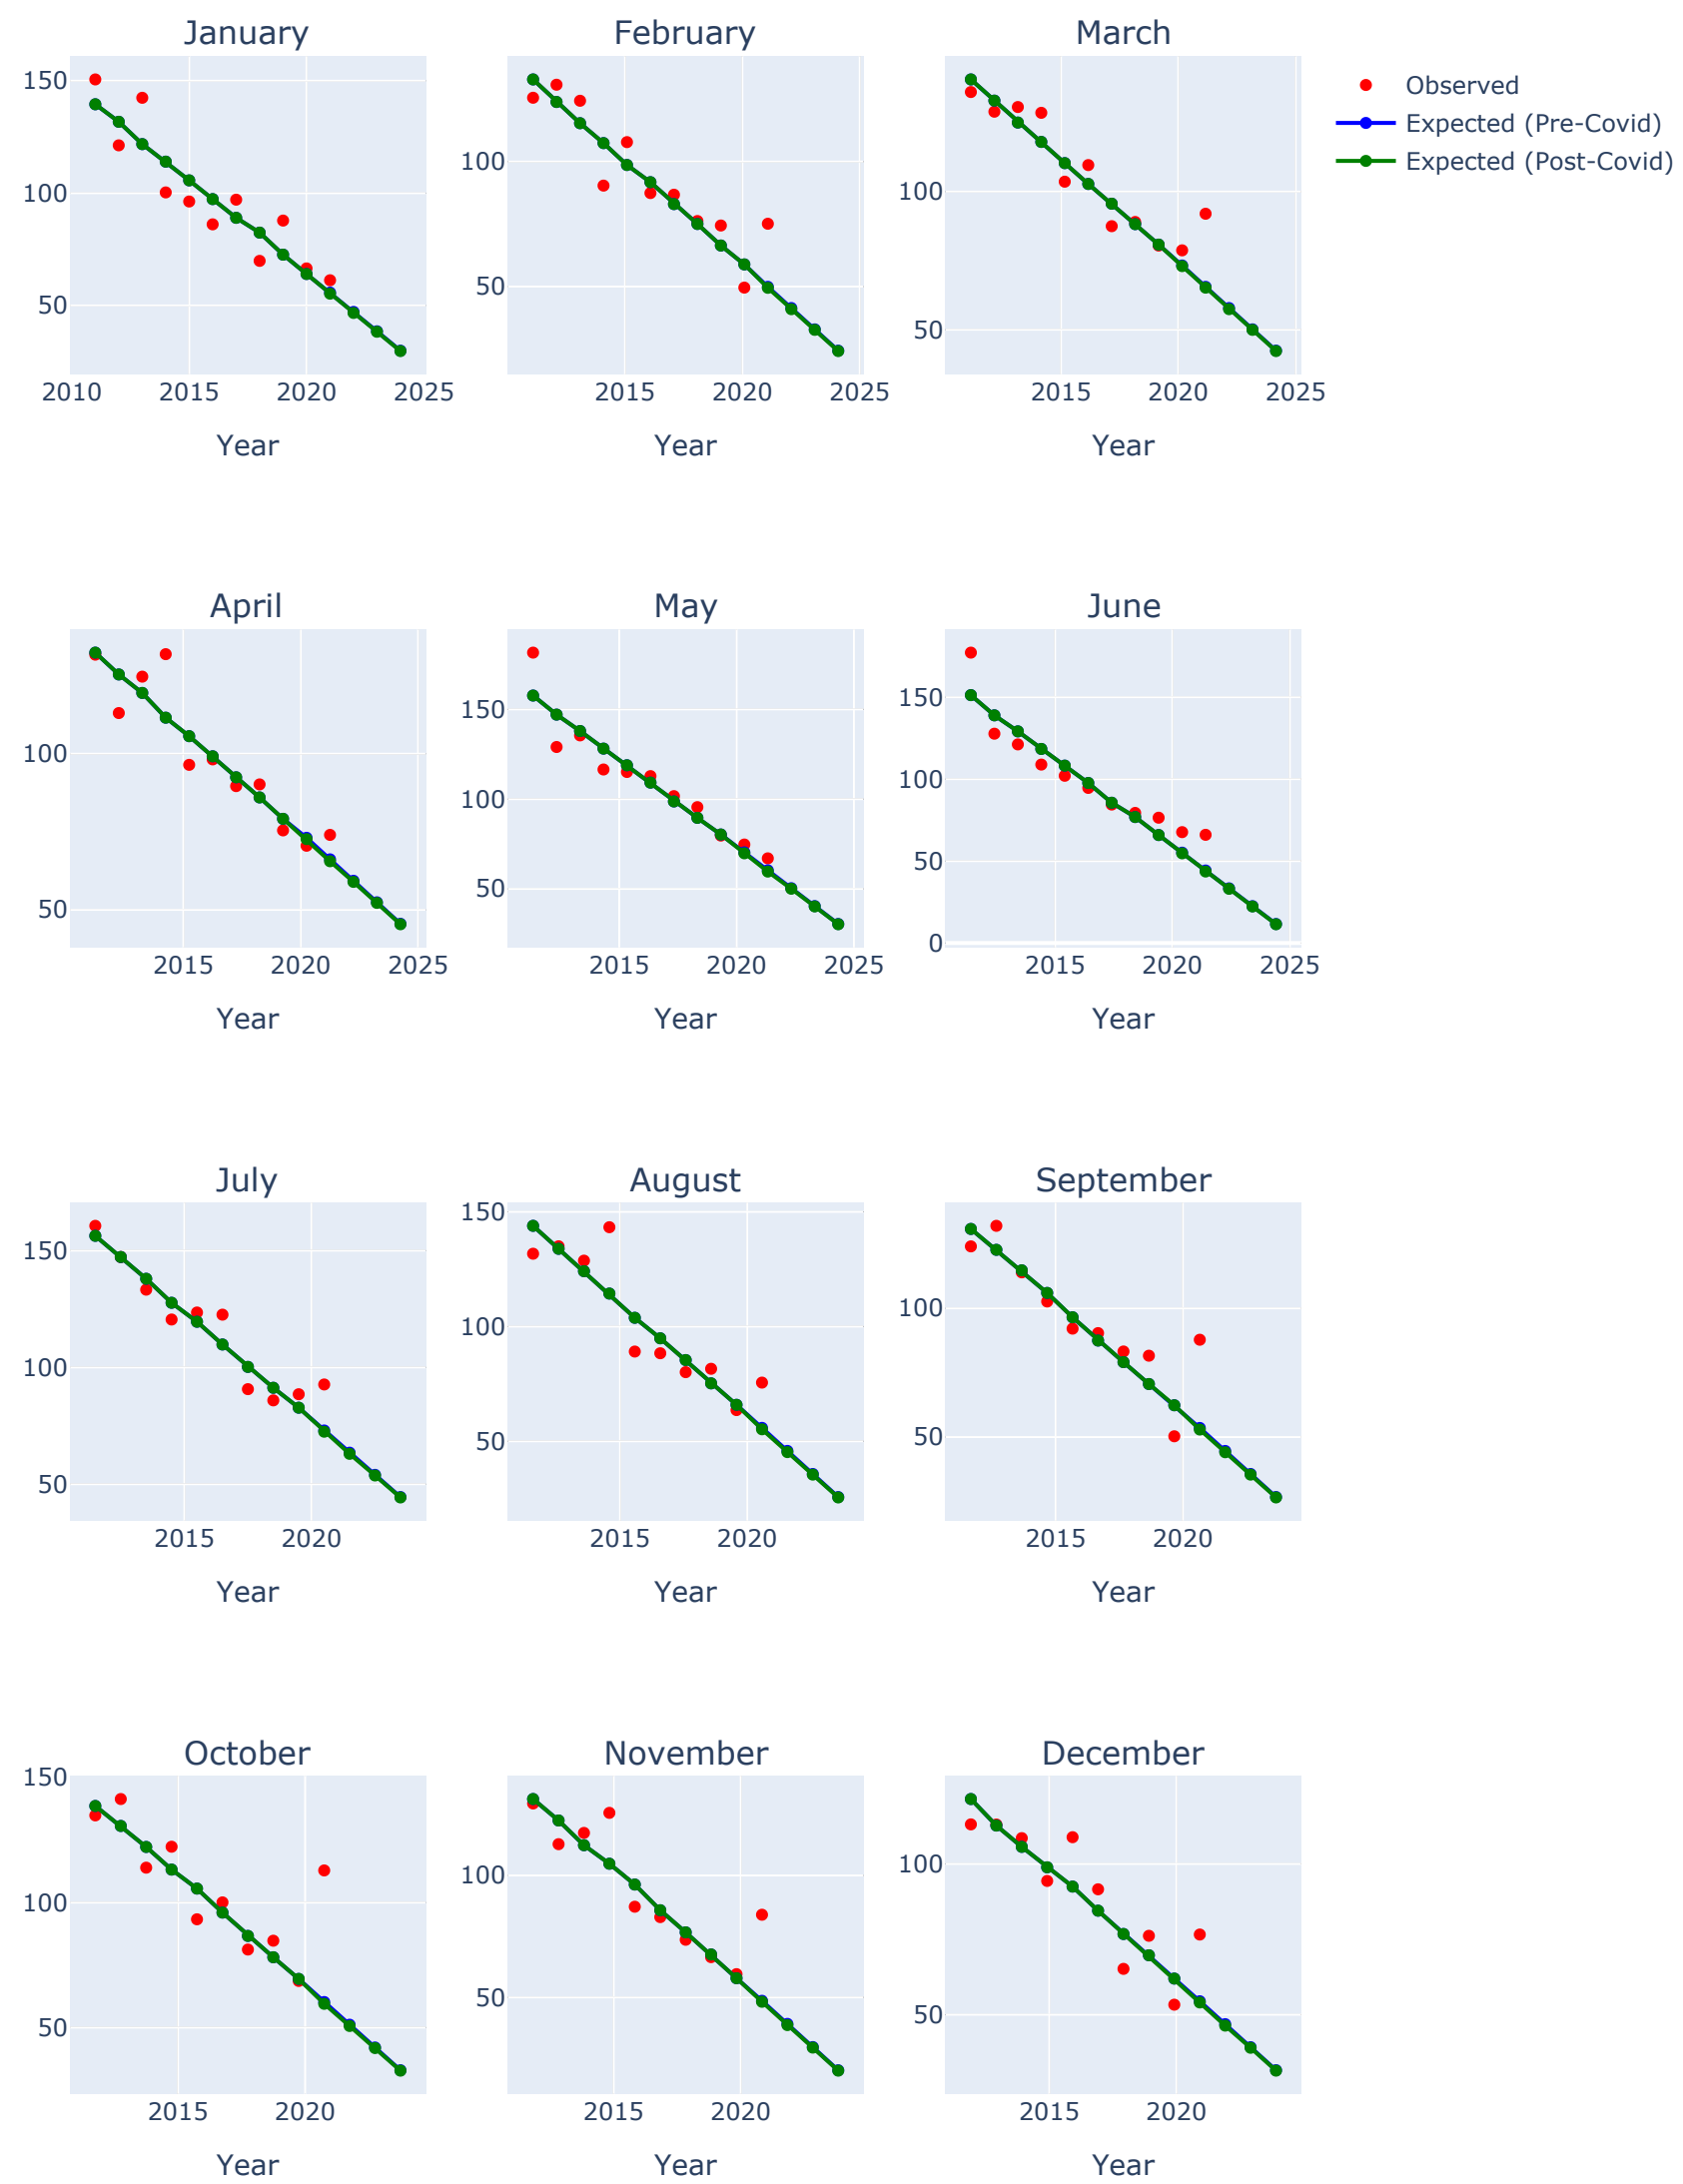 January
February
March
150
100
50
2010
2015
2020
2025
Year
100
50
2015
2020
2025
Year
100
50
2015
2020
2025
Year
Observed
Expected (Pre-Covid)
Expected (Post-Covid)
April
May
June
100
50
2015
2020
2025
Year
150
100
50
2015
2020
2025
Year
150
100
50
0
2015
2020
2025
Year
July
August
September
150
100
50
2015
2020
Year
150
100
50
2015
2020
Year
100
50
2015
2020
Year
October
November
December
150
100
50
2015
2020
Year
100
50
2015
2020
Year
100
50
2015
2020
Year